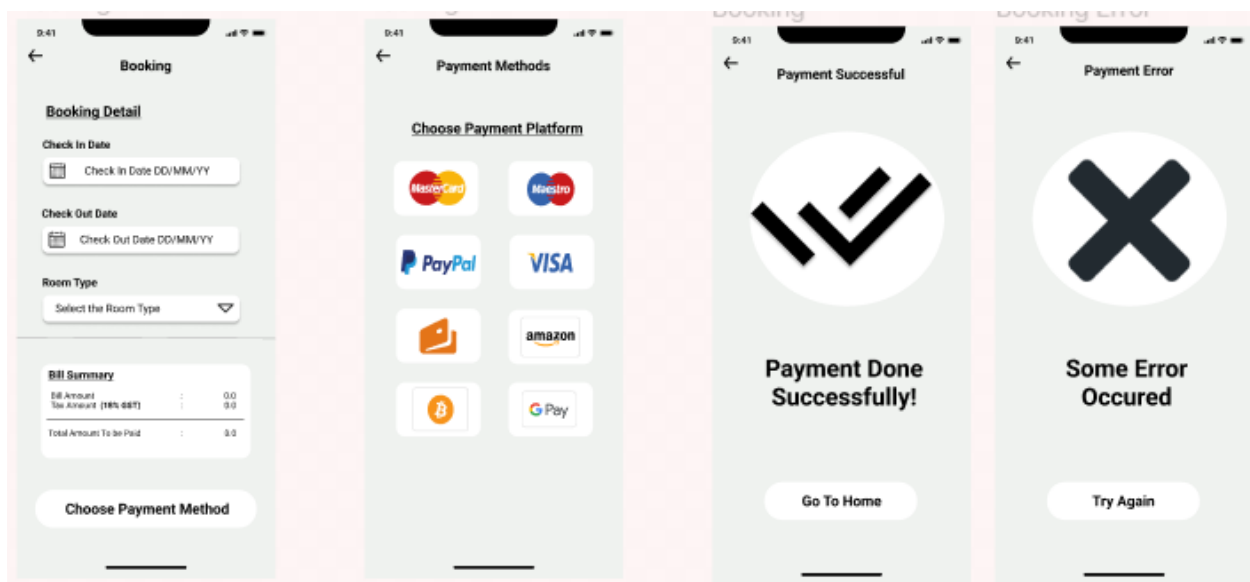 Booking
Booking Error
9:41
Booking
Booking Detail
Check In Date
Check In Date DD/MM/YY
Check Out Date
Check Out Date DD/MM/YY
Room Type
Select the Room Type
Bill Summary
Bill Amount : 0.0
Tax Amount (18% GST) : 0.0
Total Amount To be Paid : 0.0
Choose Payment Method
9:41
Payment Methods
Choose Payment Platform
MasterCard
Maestro
PayPal
VISA
amazon
G Pay
9:41
Payment Successful
Payment Done
Successfully!
Go To Home
9:41
Payment Error
Some Error
Occured
Try Again